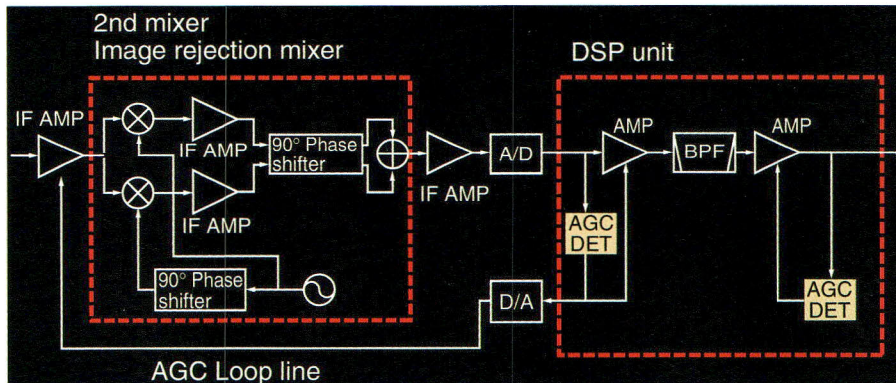 2nd mixer
Image rejection mixer
DSP unit
IF AMP
IF AMP
90° Phase
shifter
IF AMP
IF AMP
A/D
AMP
BPF
AMP
AGC
DET
90° Phase
shifter
D/A
AGC
DET
AGC Loop line